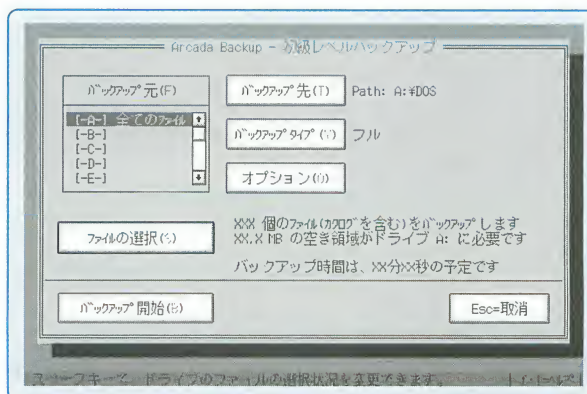 Arcada Backup - 初級レベルバックアップ
バックアップ元(F)
[-A-] 全てのファイル
[-B-]
[-C-]
[-D-]
[-E-]
バックアップ先(T)
Path: A:¥DOS
バックアップタイプ(Y)
フル
オプション(O)
ファイルの選択(S)
XXX 個のファイル(カタログを含む)をバックアップします
XX.X MB の空き領域がドライブ A: に必要です
バックアップ時間は、XX分XX秒の予定です
バックアップ開始(B)
Esc=取消
スペースキーで、ドライブのファイルの選択状況を変更できます。